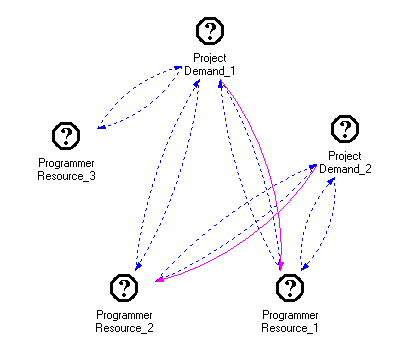 ?
Project
Demand_1
?
Programmer
Resource_3
?
Project
Demand_2
?
Programmer
Resource_2
?
Programmer
Resource_1